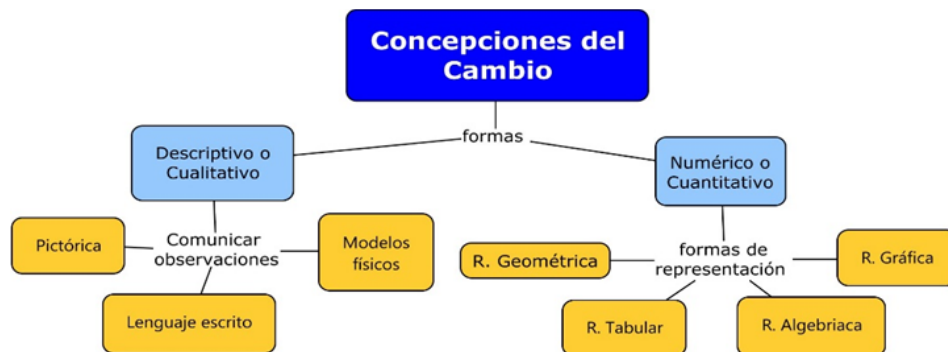 Concepciones del
Cambio
formas
Descriptivo o
Cualitativo
Numérico o
Cuantitativo
Pictórica
Comunicar
observaciones
Modelos
físicos
Lenguaje escrito
R. Geométrica
formas de
representación
R. Gráfica
R. Tabular
R. Algebriaca